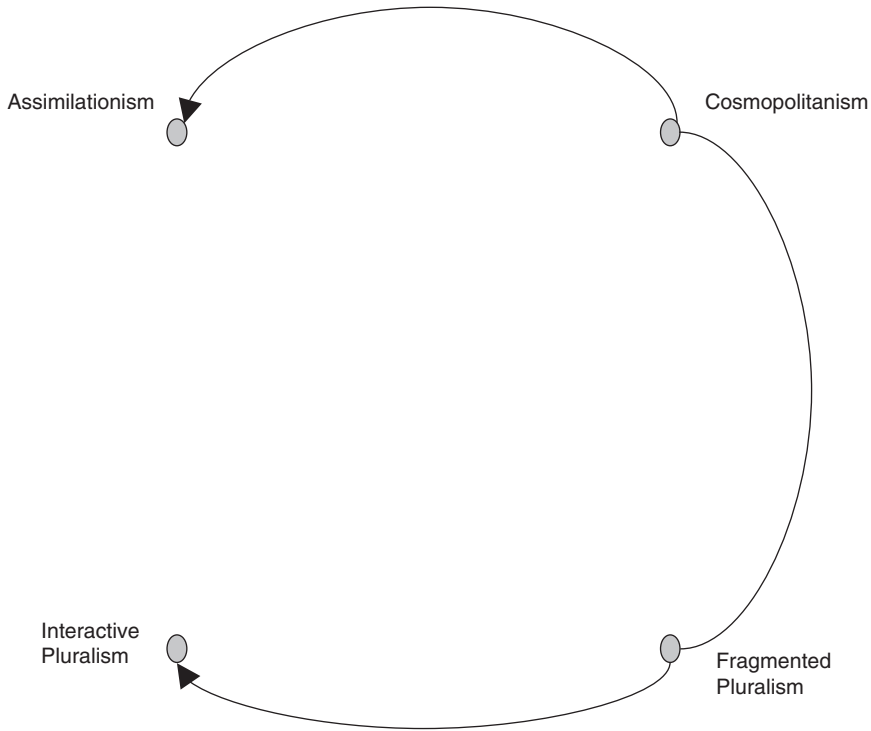 Assimilationism
Cosmopolitanism
Interactive
Pluralism
Fragmented
Pluralism